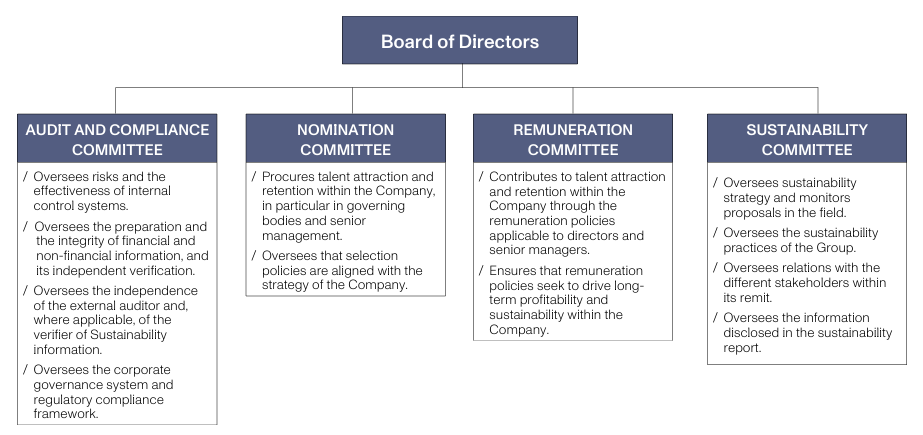 Board of Directors
AUDIT AND COMPLIANCE
COMMITTEE
/ Oversees risks and the
effectiveness of internal
control systems.
/ Oversees the preparation and
the integrity of financial and
non-financial information, and
its independent verification.
/ Oversees the independence
of the external auditor and,
where applicable, of the
verifier of Sustainability
information.
/ Oversees the corporate
governance system and
regulatory compliance
framework.
NOMINATION
COMMITTEE
/ Procures talent attraction and
retention within the Company,
in particular in governing
bodies and senior
management.
/ Oversees that selection
policies are aligned with the
strategy of the Company.
REMUNERATION
COMMITTEE
/ Contributes to talent attraction
and retention within the
Company through the
remuneration policies
applicable to directors and
senior managers.
/ Ensures that remuneration
policies seek to drive long-
term profitability and
sustainability within the
Company.
SUSTAINABILITY
COMMITTEE
/ Oversees sustainability
strategy and monitors
proposals in the field.
/ Oversees the sustainability
practices of the Group.
/ Oversees relations with the
different stakeholders within
its remit.
/ Oversees the information
disclosed in the sustainability
report.